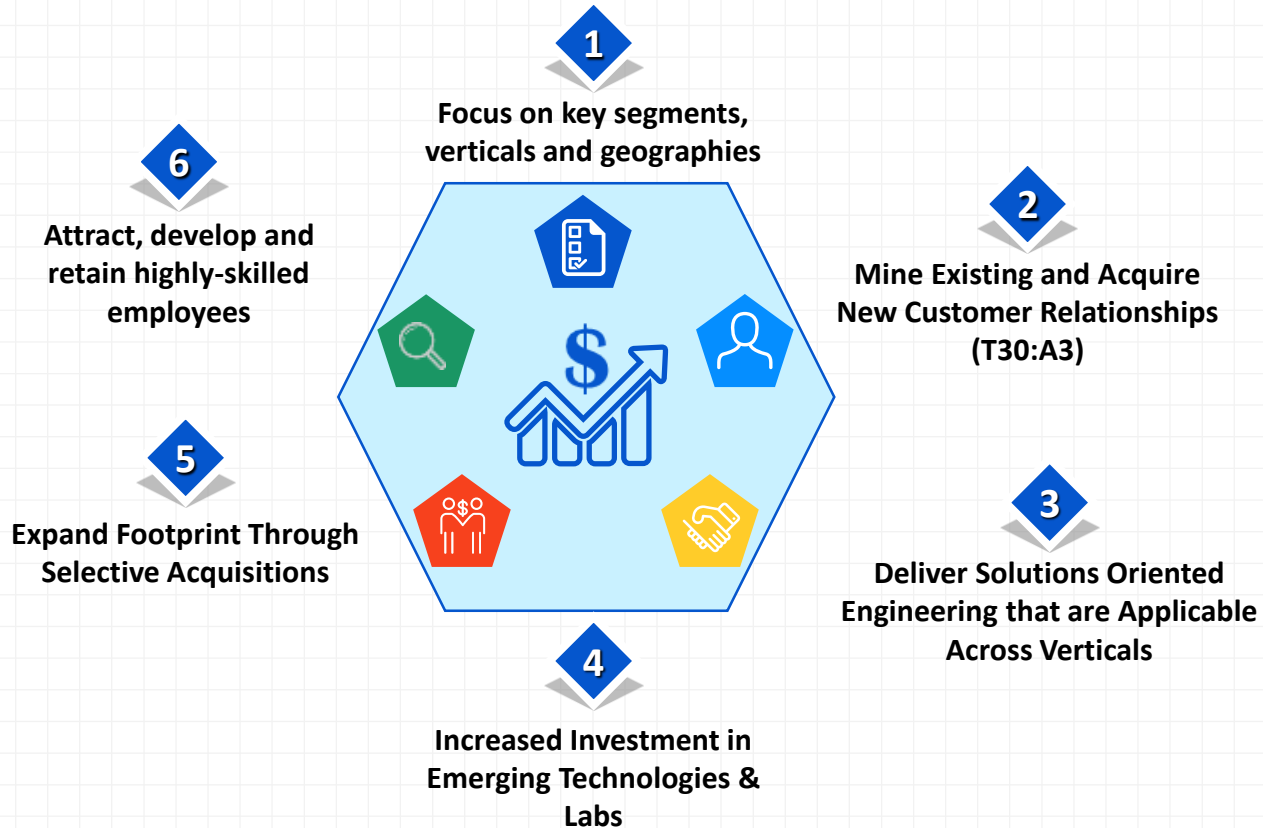 1
Focus on key segments,
verticals and geographies
2
Mine Existing and Acquire
New Customer Relationships
(T30:A3)
3
Deliver Solutions Oriented
Engineering that are Applicable
Across Verticals
4
Increased Investment in
Emerging Technologies &
Labs
5
Expand Footprint Through
Selective Acquisitions
6
Attract, develop and
retain highly-skilled
employees
$
$